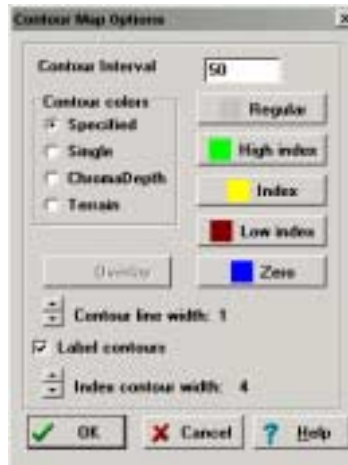 Contour Map Options
Contour Interval 50
Contour colors
Specified
Single
ChromaDepth
Terrain
Regular
High index
Index
Low index
Overlay
Zero
Contour line width: 1
Label contours
Index contour width: 4
OK
Cancel
Help